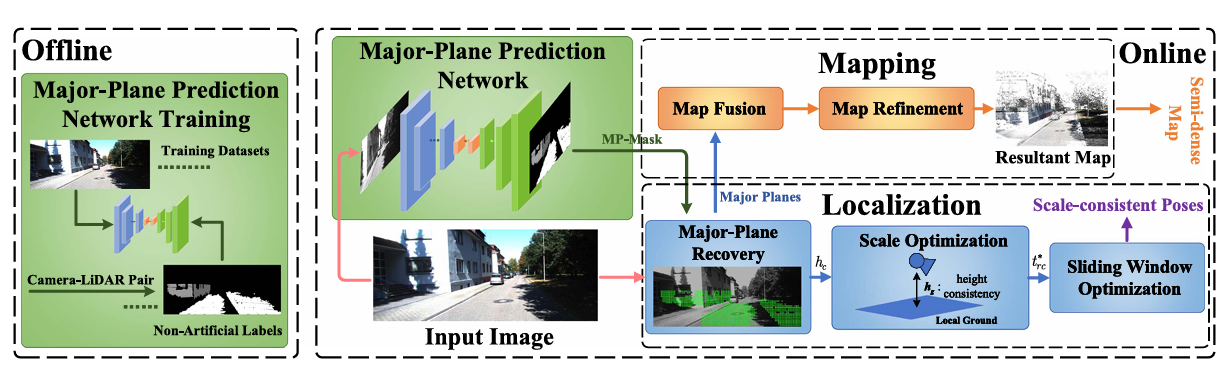 Offline
Major-Plane Prediction
Network Training
Training Datasets
Camera-LiDAR Pair
Non-Artificial Labels
Online
Major-Plane Prediction
Network
MP-Mask
Input Image
Mapping
Map Fusion
Map Refinement
Resultant Map
Semi-dense
Map
Major Planes
Localization
Major-Plane
Recovery
h_c
Scale Optimization
h_g :
height
consistency
Local Ground
t*_rc
Scale-consistent Poses
Sliding Window
Optimization